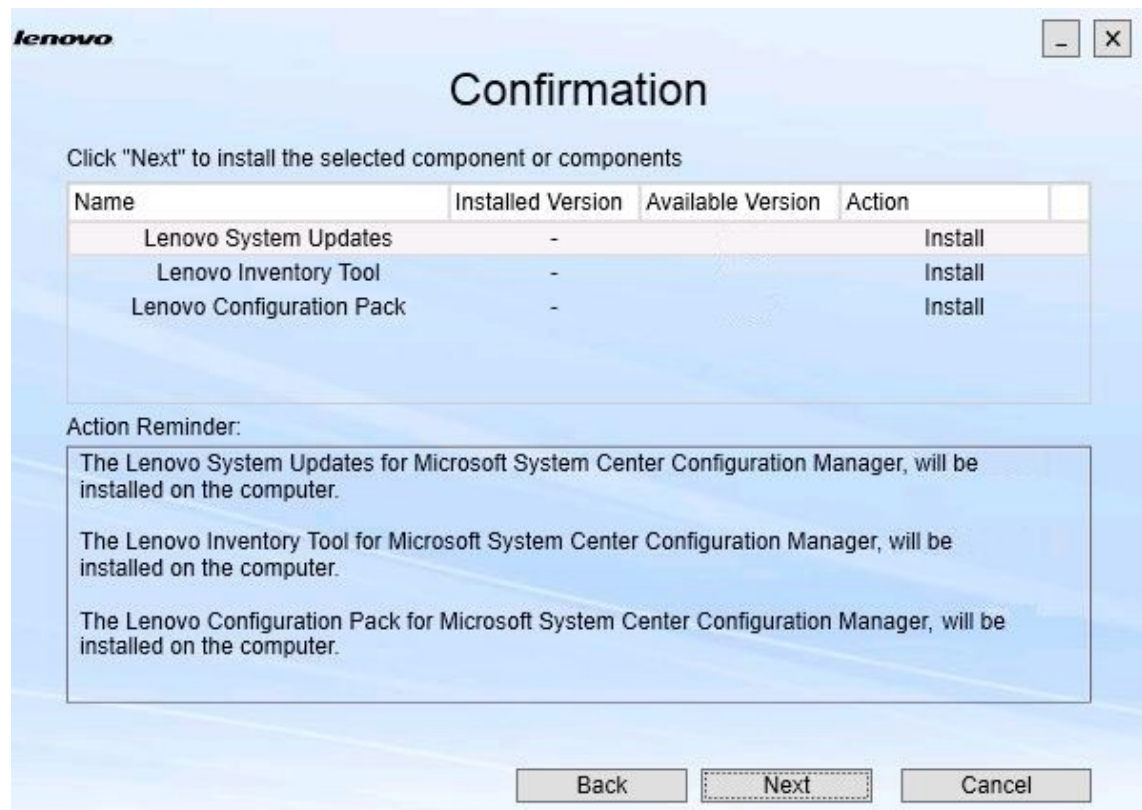 lenovo
Confirmation
Click "Next" to install the selected component or components
Name Installed Version Available Version Action
Lenovo System Updates - Install
Lenovo Inventory Tool - Install
Lenovo Configuration Pack - Install
Action Reminder:
The Lenovo System Updates for Microsoft System Center Configuration Manager, will be
installed on the computer.
The Lenovo Inventory Tool for Microsoft System Center Configuration Manager, will be
installed on the computer.
The Lenovo Configuration Pack for Microsoft System Center Configuration Manager, will be
installed on the computer.
Back Next Cancel